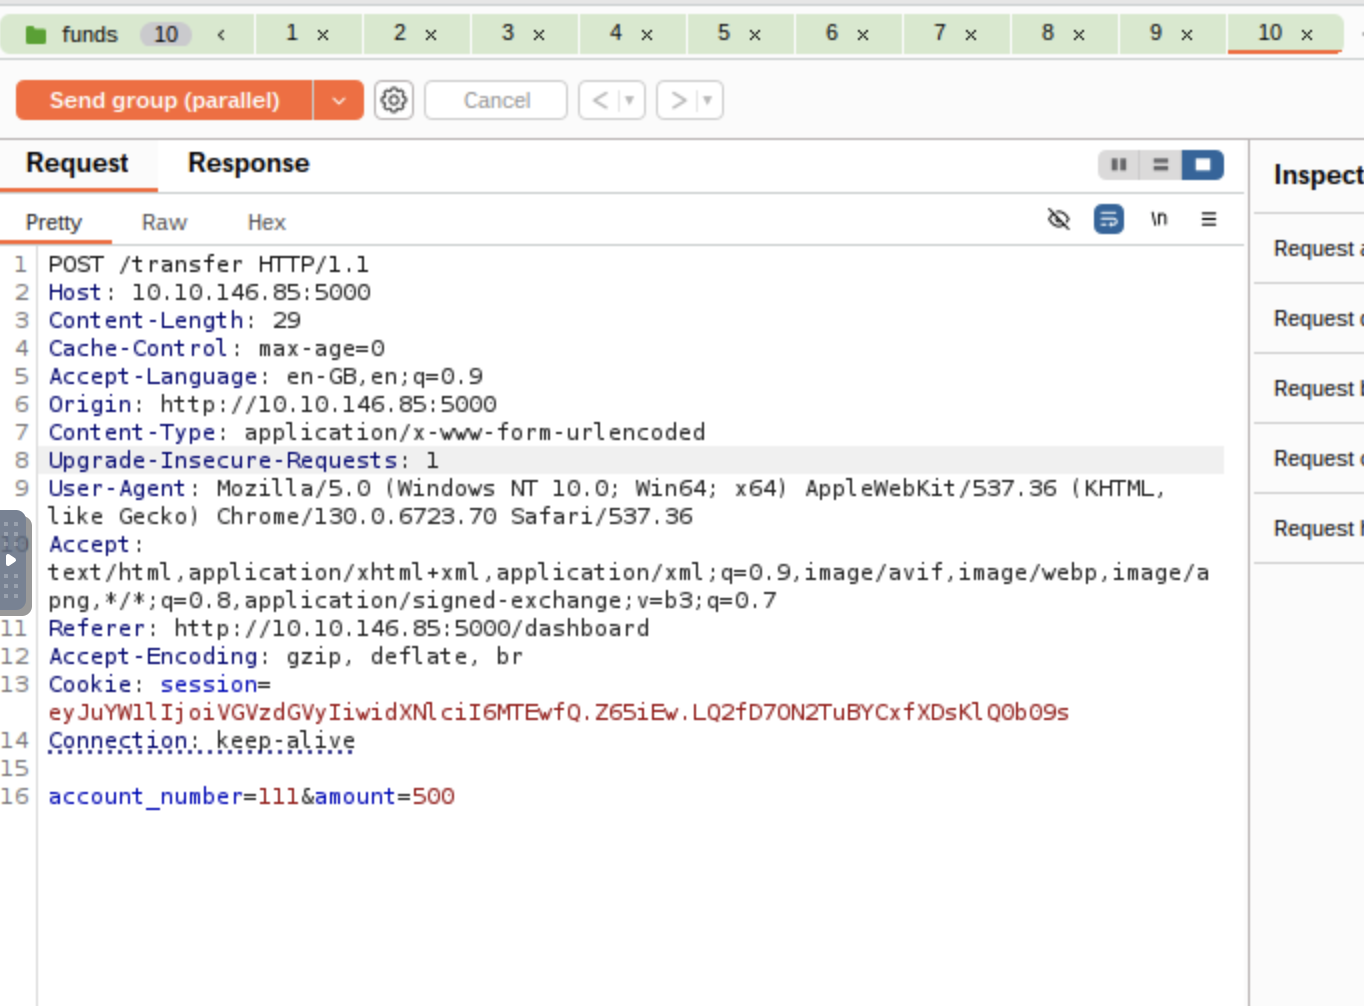 funds 10 < 1 × 2 × 3 × 4 × 5 × 6 × 7 × 8 × 9 × 10 ×
Send group (parallel) Cancel < >
Request Response
Inspect
Pretty Raw Hex \n
1 POST /transfer HTTP/1.1
2 Host: 10.10.146.85:5000
3 Content-Length: 29
4 Cache-Control: max-age=0
5 Accept-Language: en-GB,en;q=0.9
6 Origin: http://10.10.146.85:5000
7 Content-Type: application/x-www-form-urlencoded
8 Upgrade-Insecure-Requests: 1
9 User-Agent: Mozilla/5.0 (Windows NT 10.0; Win64; x64) AppleWebKit/537.36 (KHTML,
like Gecko) Chrome/130.0.6723.70 Safari/537.36
10 Accept:
text/html,application/xhtml+xml,application/xml;q=0.9,image/avif,image/webp,image/a
png,*/*;q=0.8,application/signed-exchange;v=b3;q=0.7
11 Referer: http://10.10.146.85:5000/dashboard
12 Accept-Encoding: gzip, deflate, br
13 Cookie: session=
eyJuYW1lIjoiVGVzdGVyIiwidXNlciI6MTEwfQ.Z65iEw.LQ2fD7ON2TuBYCxfXDsKlQ0b09s
14 Connection: keep-alive
15
16 account_number=111&amount=500
Request
Request
Request
Request
Request